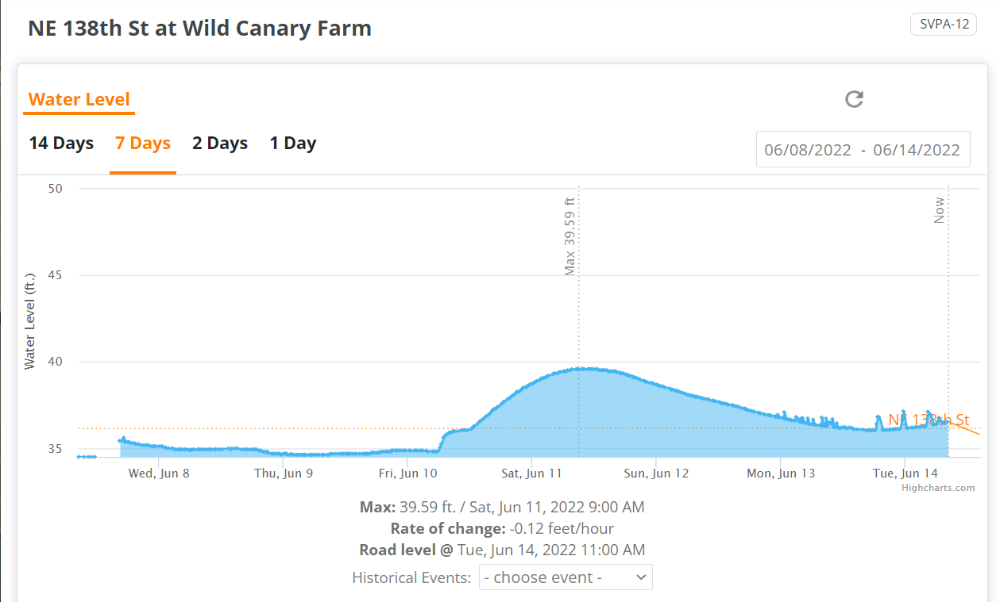 NE 138th St at Wild Canary Farm
SVPA-12
Water Level
14 Days 7 Days 2 Days 1 Day
06/08/2022 - 06/14/2022
50
45
40
35
Water Level (ft.)
Max 39.59 ft
Now
NE 138th St
Wed, Jun 8 Thu, Jun 9 Fri, Jun 10 Sat, Jun 11 Sun, Jun 12 Mon, Jun 13 Tue, Jun 14
Highcharts.com
Max: 39.59 ft. / Sat, Jun 11, 2022 9:00 AM
Rate of change: -0.12 feet/hour
Road level @ Tue, Jun 14, 2022 11:00 AM
Historical Events: - choose event -